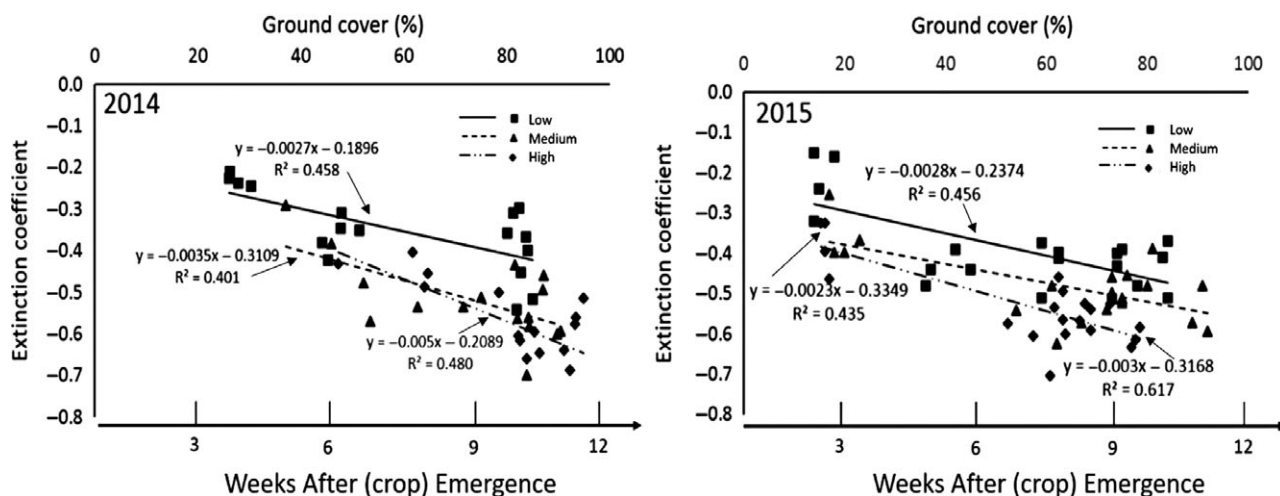 Ground cover (%)
0 20 40 60 80 100
0.0
−0.1
−0.2
−0.3
−0.4
−0.5
−0.6
−0.7
−0.8
Extinction coefficient
2014
Low
Medium
High
y = −0.0027x − 0.1896
R² = 0.458
y = −0.0035x − 0.3109
R² = 0.401
y = −0.005x − 0.2089
R² = 0.480
3 6 9 12
Weeks After (crop) Emergence
Ground cover (%)
0 20 40 60 80 100
0.0
−0.1
−0.2
−0.3
−0.4
−0.5
−0.6
−0.7
−0.8
Extinction coefficient
2015
Low
Medium
High
y = −0.0028x − 0.2374
R² = 0.456
y = −0.0023x − 0.3349
R² = 0.435
y = −0.003x − 0.3168
R² = 0.617
3 6 9 12
Weeks After (crop) Emergence